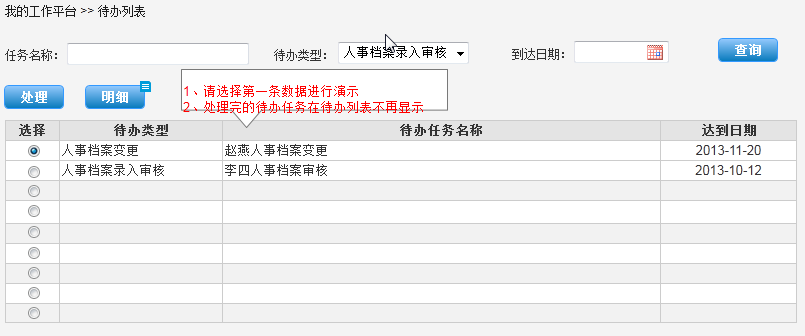 我的工作平台 >> 待办列表
任务名称: 待办类型: 人事档案录入审核 到达日期: 查询
处理 明细
1、请选择第一条数据进行演示
2、处理完的待办任务在待办列表不再显示
选择 待办类型 待办任务名称 达到日期
人事档案变更 赵燕人事档案变更 2013-11-20
人事档案录入审核 李四人事档案审核 2013-10-12